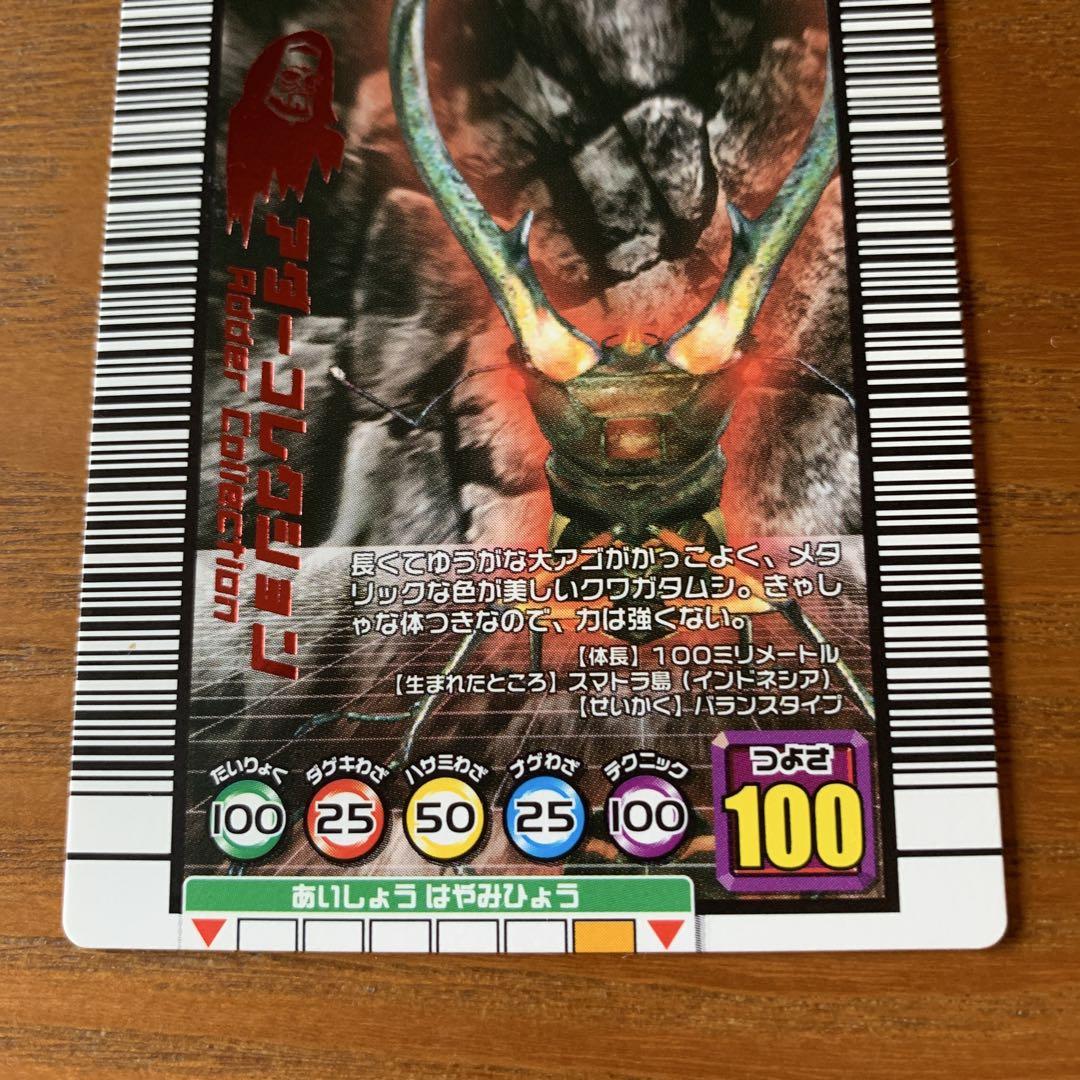 アダーコレクション
Adder Collection
長くてゆうがな大アゴがかっこよく、メタ
リックな色が美しいクワガタムシ。きゃし
ゃな体つきなので、力は強くない。
【体長】100ミリメートル
【生まれたところ】スマトラ島（インドネシア）
【せいかく】バランスタイプ
たいりょく ダゲキわざ ハサミわざ ナゲわざ テクニック つよさ
100 25 50 25 100 100
あいしょう はやみひょう